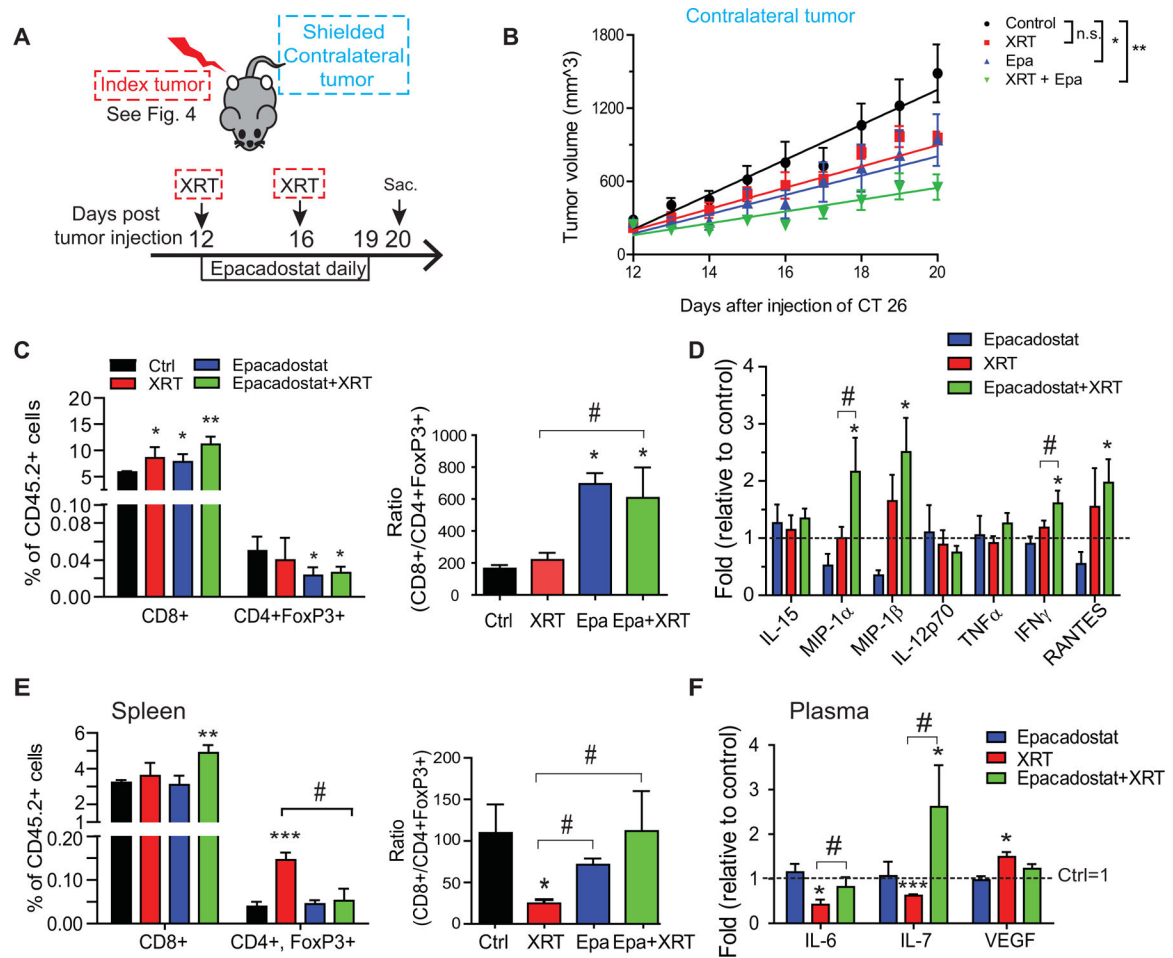 A
Shielded
Contralateral
tumor
Index tumor
See Fig. 4
XRT
XRT
Sac.
Days post
tumor injection
12
16
19
20
Epacadostat daily
B
Contralateral tumor
Control
XRT
Epa
XRT + Epa
n.s.
*
**
Tumor volume (mm^3)
1800
1200
600
0
12
14
16
18
20
Days after injection of CT 26
C
Ctrl
Epacadostat
XRT
Epacadostat+XRT
% of CD45.2+ cells
20
15
10
5
0.10
0.08
0.06
0.04
0.02
0.00
*
*
**
*
*
CD8+
CD4+FoxP3+
Ratio
(CD8+/CD4+FoxP3+)
1000
800
600
400
200
0
#
*
*
Ctrl
XRT
Epa
Epa+XRT
D
Epacadostat
XRT
Epacadostat+XRT
Fold (relative to control)
4
3
2
1
0
#
*
*
#
*
*
IL-15
MIP-1α
MIP-1β
IL-12p70
TNFα
IFNγ
RANTES
E
Spleen
% of CD45.2+ cells
6
5
4
3
2
1
0.20
0.15
0.10
0.05
0.00
**
***
#
CD8+
CD4+, FoxP3+
Ratio
(CD8+/CD4+FoxP3+)
200
150
100
50
0
#
#
*
Ctrl
XRT
Epa
Epa+XRT
F
Plasma
Epacadostat
XRT
Epacadostat+XRT
Fold (relative to control)
4
3
2
1
0
#
*
#
***
*
*
Ctrl=1
IL-6
IL-7
VEGF